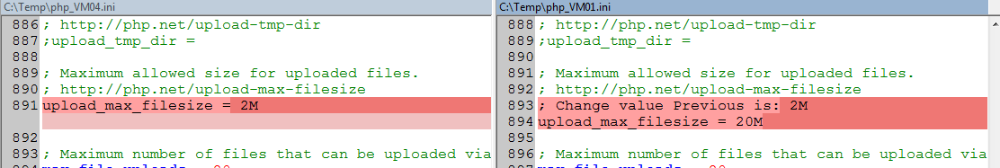 C:\Temp\php_VM04.ini
886 ; http://php.net/upload-tmp-dir
887 ;upload_tmp_dir =
888
889 ; Maximum allowed size for uploaded files.
890 ; http://php.net/upload-max-filesize
891 upload_max_filesize = 2M
892
893 ; Maximum number of files that can be uploaded via
C:\Temp\php_VM01.ini
888 ; http://php.net/upload-tmp-dir
889 ;upload_tmp_dir =
890
891 ; Maximum allowed size for uploaded files.
892 ; http://php.net/upload-max-filesize
893 ; Change value Previous is: 2M
894 upload_max_filesize = 20M
895
896 ; Maximum number of files that can be uploaded via